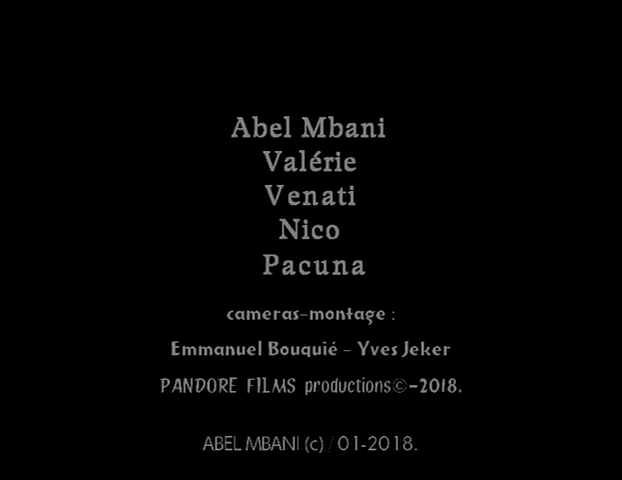 Abel Mbani
Valérie
Venati
Nico
Pacuna
cameras-montage :
Emmanuel Bouquié - Yves Jeker
PANDORE FILMS productions©-2018.
ABEL MBANI (c) / 01-2018.